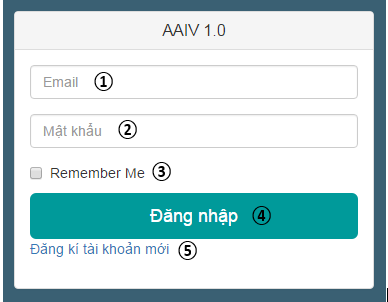 AAIV 1.0
Email ①
Mật khẩu ②
Remember Me ③
Đăng nhập ④
Đăng kí tài khoản mới ⑤